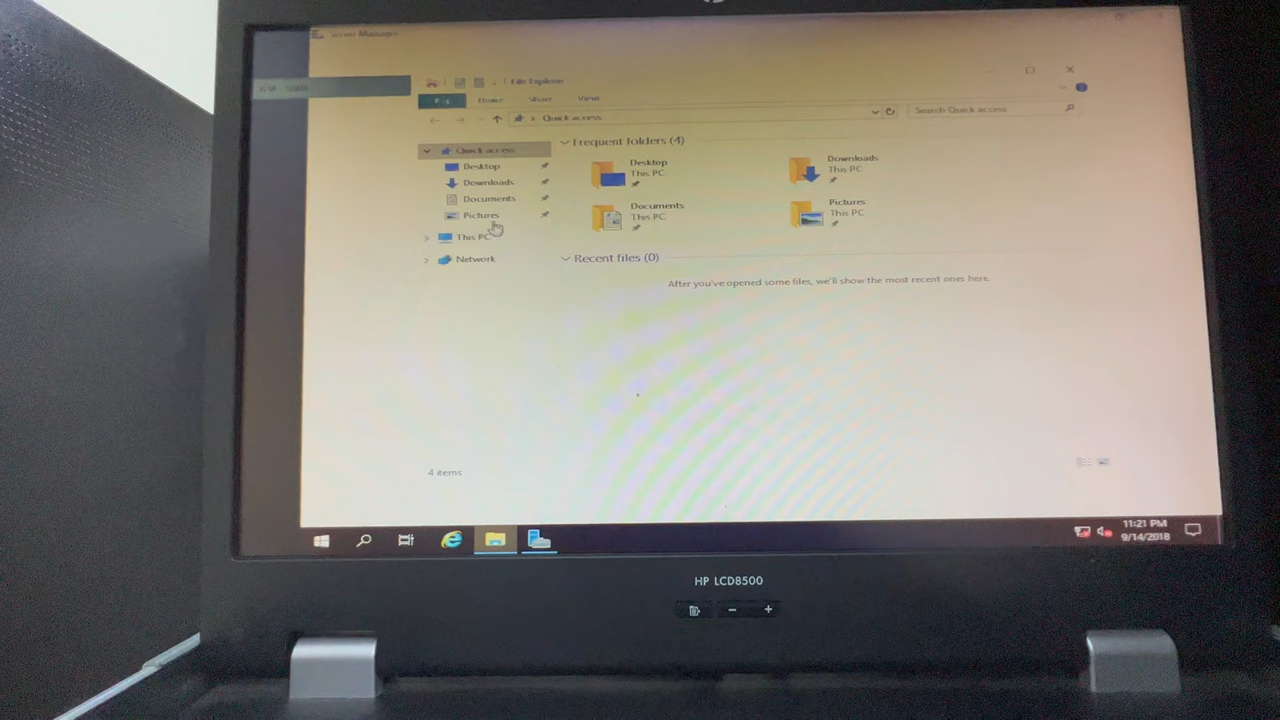 Server Manager
File Explorer
File Home Share View
Quick access
Search Quick access
Quick access
Desktop
Downloads
Documents
Pictures
This PC
Network
Frequent folders (4)
Desktop
This PC
Downloads
This PC
Documents
This PC
Pictures
This PC
Recent files (0)
After you've opened some files, we'll show the most recent ones here.
4 items
11:21 PM
9/14/2018
HP LCD8500